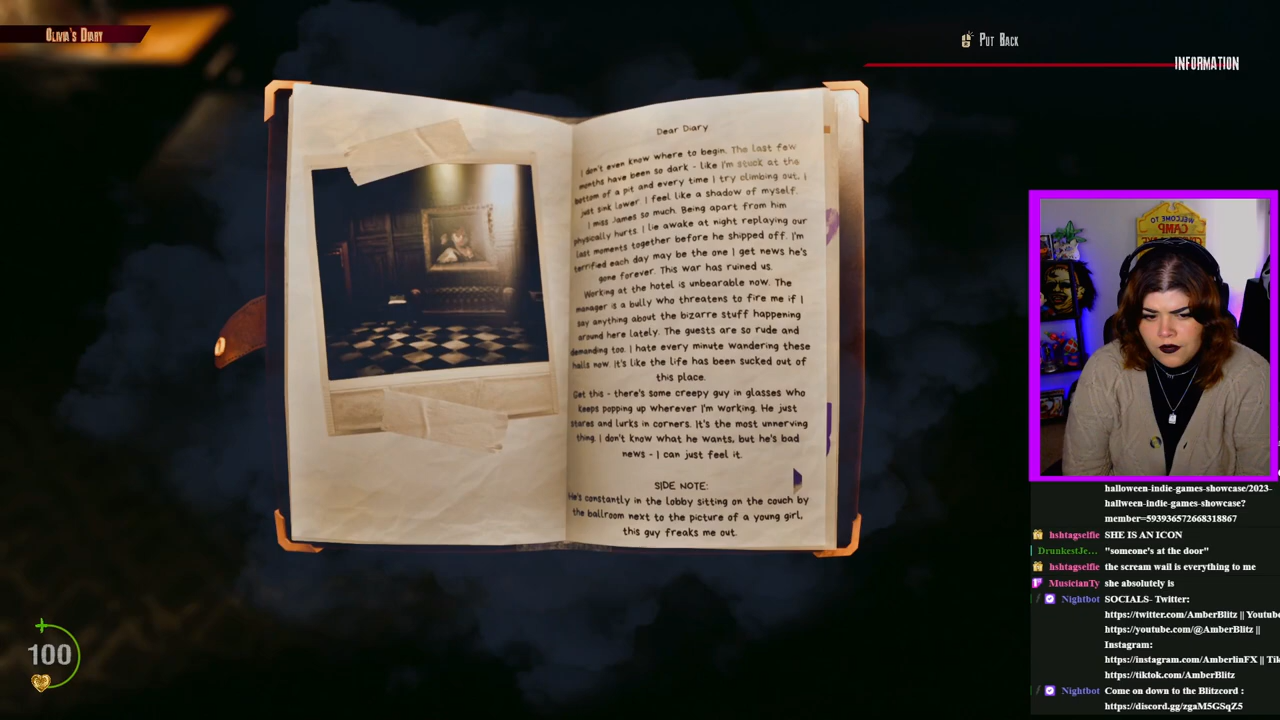 OLIVIA'S DIARY
PUT BACK
INFORMATION
Dear Diary
I don't even know where to begin. The last few
months have been so dark - like I'm stuck at the
bottom of a pit and every time I try climbing out, I
just sink lower. I feel like a shadow of myself.
I miss James so much. Being apart from him
physically hurts. I lie awake at night replaying our
last moments together before he shipped off. I'm
terrified each day may be the one I get news he's
gone forever. This war has ruined us.
Working at the hotel is unbearable now. The
manager is a bully who threatens to fire me if I
say anything about the bizarre stuff happening
around here lately. The guests are so rude and
demanding too. I hate every minute wandering these
halls now. It's like the life has been sucked out of
this place.
Get this - there's some creepy guy in glasses who
keeps popping up wherever I'm working. He just
stares and lurks in corners. It's the most unnerving
thing. I don't know what he wants, but he's bad
news - I can just feel it.
SIDE NOTE:
He's constantly in the lobby sitting on the couch by
the ballroom next to the picture of a young girl,
this guy freaks me out.
100
WELCOME TO
CAMP
halloween-indie-games-showcase/2023-
halloween-indie-games-showcase?
member=593936572668318867
hshtagselfie SHE IS AN ICON
DrunkestJe... "someone's at the door"
hshtagselfie the scream wail is everything to me
MusicianTy she absolutely is
Nightbot SOCIALS- Twitter:
https://twitter.com/AmberBlitz || Youtube
https://youtube.com/@AmberBlitz ||
Instagram:
https://instagram.com/AmberlinFX || Tik
https://tiktok.com/AmberBlitz
Nightbot Come on down to the Blitzcord :
https://discord.gg/zgaM5GSqZ5